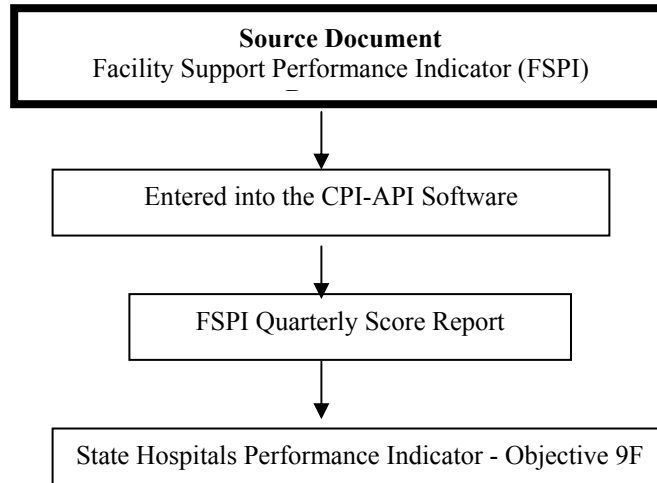 Source Document
Facility Support Performance Indicator (FSPI)
Entered into the CPI-API Software
FSPI Quarterly Score Report
State Hospitals Performance Indicator - Objective 9F